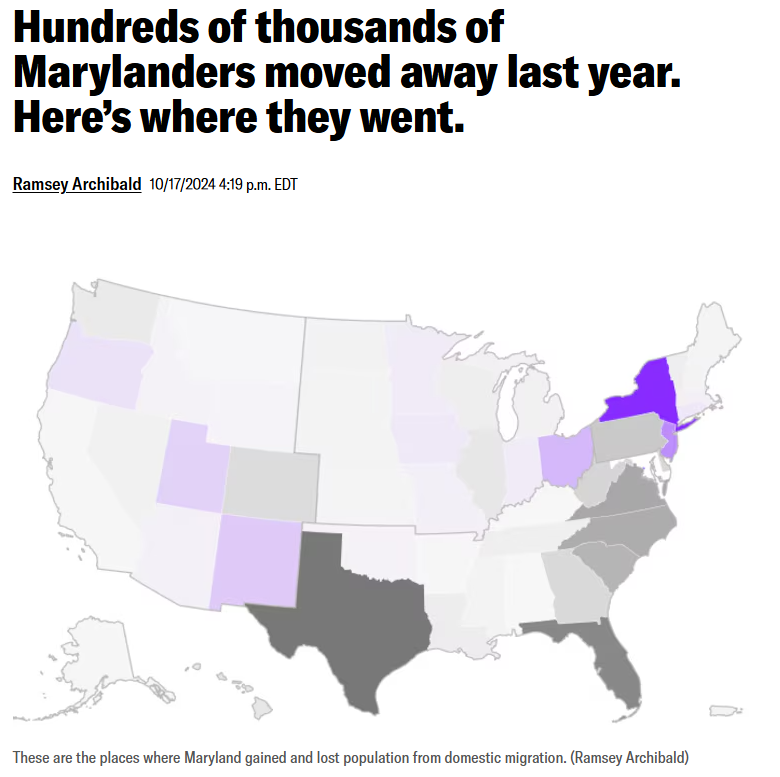 Hundreds of thousands of
Marylanders moved away last year.
Here’s where they went.
Ramsey Archibald 10/17/2024 4:19 p.m. EDT
These are the places where Maryland gained and lost population from domestic migration. (Ramsey Archibald)